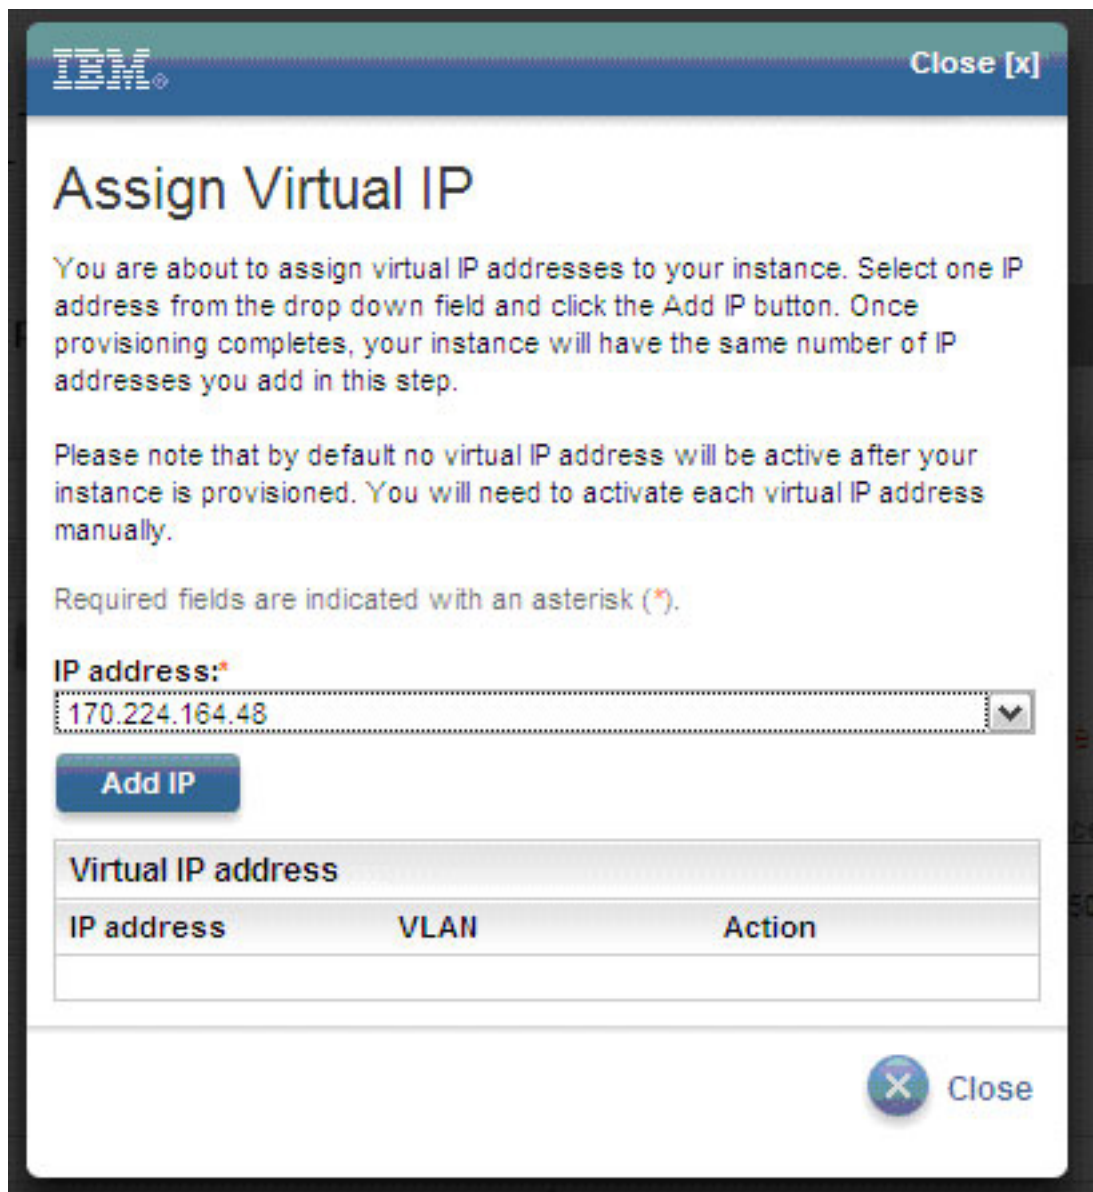 IBM®
Close [x]
Assign Virtual IP
You are about to assign virtual IP addresses to your instance. Select one IP
address from the drop down field and click the Add IP button. Once
provisioning completes, your instance will have the same number of IP
addresses you add in this step.
Please note that by default no virtual IP address will be active after your
instance is provisioned. You will need to activate each virtual IP address
manually.
Required fields are indicated with an asterisk (*).
IP address:*
170.224.164.48
Add IP
Virtual IP address
IP address VLAN Action
Close